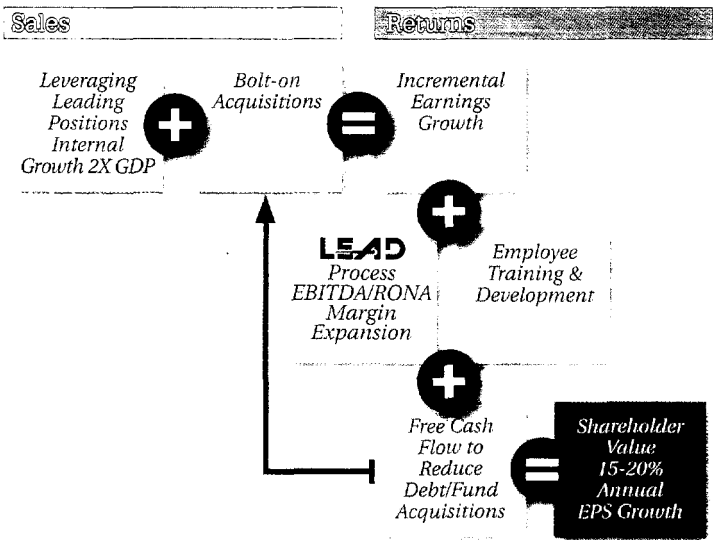 Sales
Returns
Leveraging
Leading
Positions
Internal
Growth 2X GDP
+
Bolt-on
Acquisitions
=
Incremental
Earnings
Growth
+
LEAD
Process
EBITDA/RONA
Margin
Expansion
Employee
Training &
Development
+
Free Cash
Flow to
Reduce
Debt/Fund
Acquisitions
=
Shareholder
Value
15-20%
Annual
EPS Growth